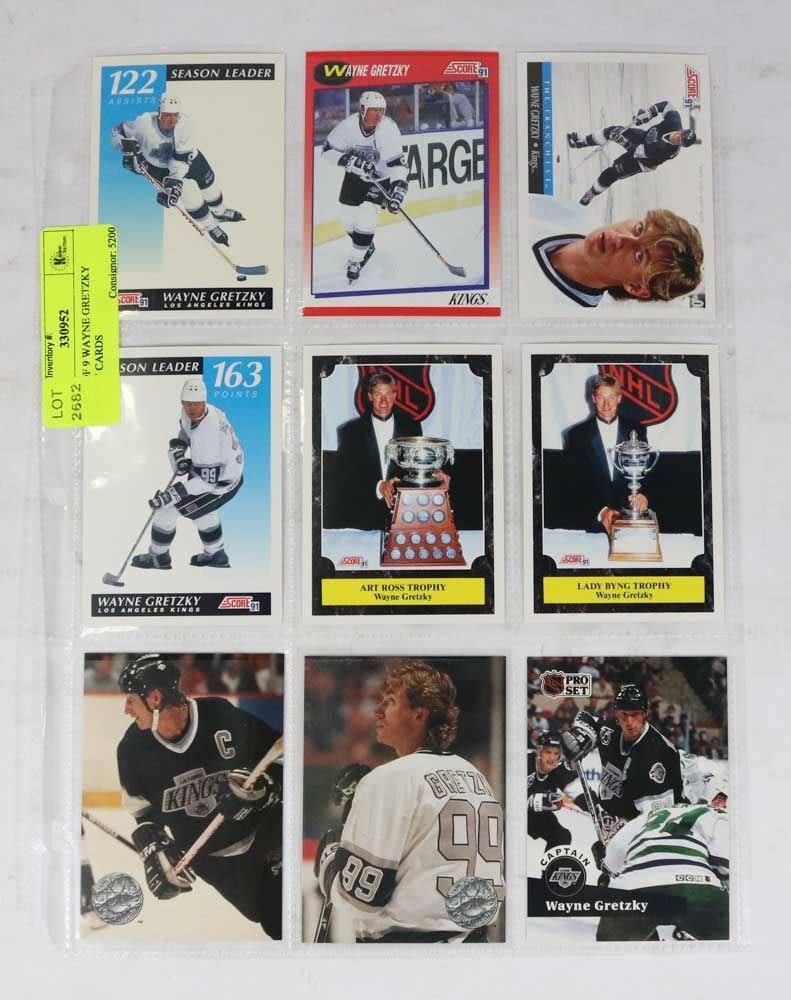 122
ASSISTS
SEASON LEADER
SCORE 91
WAYNE GRETZKY
LOS ANGELES KINGS
WAYNE GRETZKY
SCORE 91
ARGE
KINGS
SCORE 91
THE FRANCHISE
WAYNE GRETZKY • Kings
Inventory #:
330952
Consignor: 5200
LOT
2682
OF 9 WAYNE GRETZKY
CARDS
SEASON LEADER
163
POINTS
99
WAYNE GRETZKY
LOS ANGELES KINGS
SCORE 91
NHL
SCORE 91
ART ROSS TROPHY
Wayne Gretzky
NHL
SCORE 91
LADY BYNG TROPHY
Wayne Gretzky
C
KINGS
GRETZKY
99
99
PRO
SET
CAPTAIN
KINGS
CCM
Wayne Gretzky